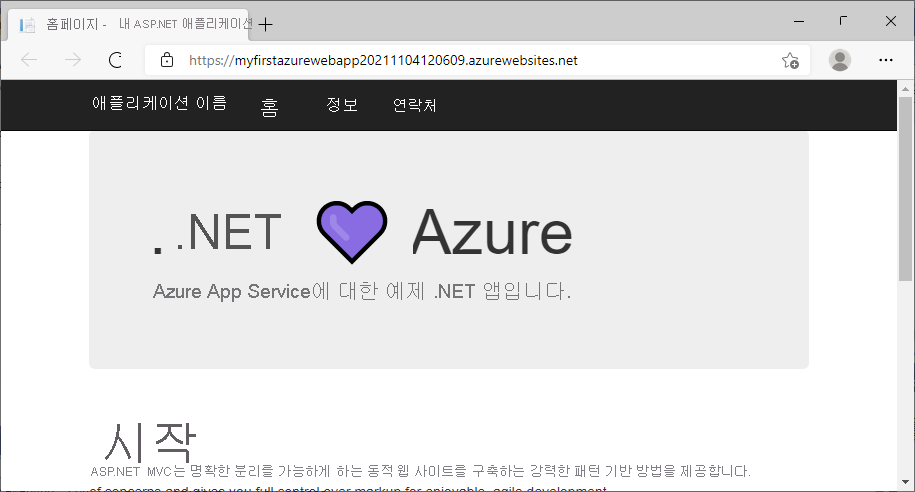 홈페이지 - 내 ASP.NET 애플리케이션
https://myfirstazurewebapp20211104120609.azurewebsites.net
애플리케이션 이름 홈 정보 연락처
. .NET Azure
Azure App Service에 대한 예제 .NET 앱입니다.
시작
ASP.NET MVC는 명확한 분리를 가능하게 하는 동적 웹 사이트를 구축하는 강력한 패턴 기반 방법을 제공합니다.
of concerns and gives you full control over markup for enjoyable, agile development.